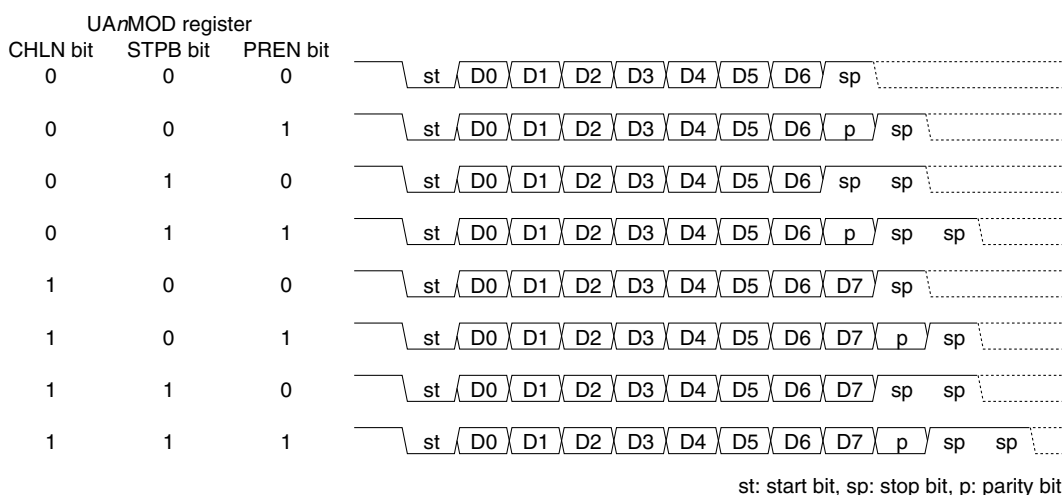 UAnMOD register
CHLN bit STPB bit PREN bit
0 0 0 st D0 D1 D2 D3 D4 D5 D6 sp
0 0 1 st D0 D1 D2 D3 D4 D5 D6 p sp
0 1 0 st D0 D1 D2 D3 D4 D5 D6 sp sp
0 1 1 st D0 D1 D2 D3 D4 D5 D6 p sp sp
1 0 0 st D0 D1 D2 D3 D4 D5 D6 D7 sp
1 0 1 st D0 D1 D2 D3 D4 D5 D6 D7 p sp
1 1 0 st D0 D1 D2 D3 D4 D5 D6 D7 sp sp
1 1 1 st D0 D1 D2 D3 D4 D5 D6 D7 p sp sp
st: start bit, sp: stop bit, p: parity bit